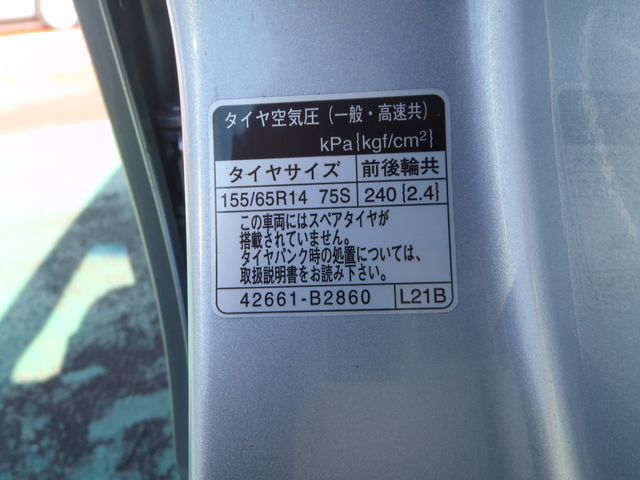 タイヤ空気圧（一般・高速共）
kPa{kgf/cm2}
タイヤサイズ 前後輪共
155/65R14 75S 240{2.4}
この車両にはスペアタイヤが
搭載されていません。
タイヤパンク時の処置については、
取扱説明書をお読み下さい。
42661-B2860 L21B